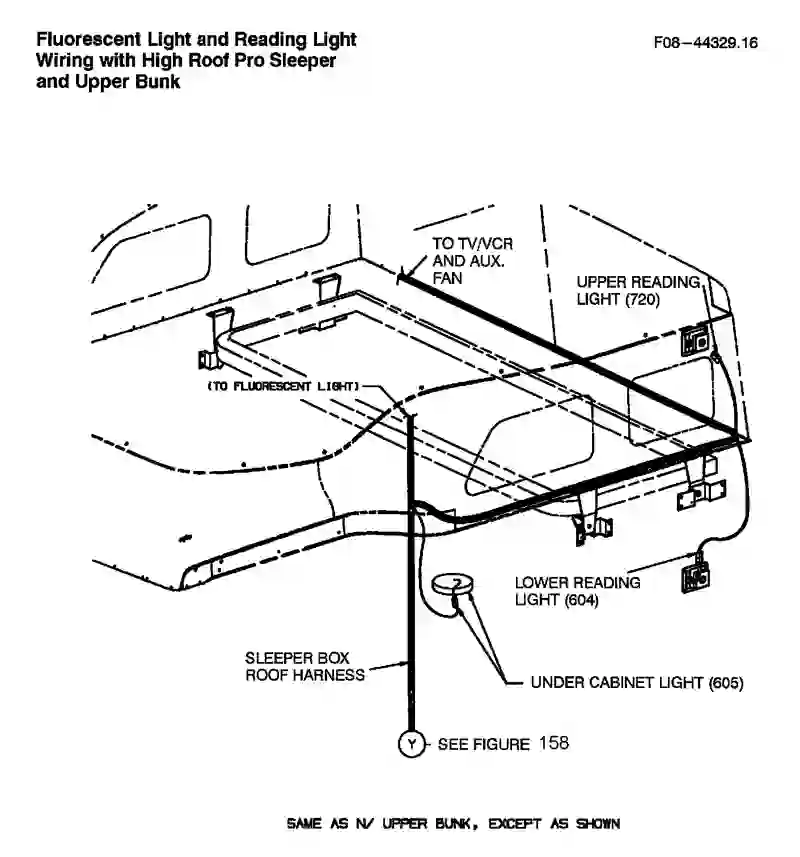 Fluorescent Light and Reading Light
Wiring with High Roof Pro Sleeper
and Upper Bunk
F08-44329.16
TO TV/VCR
AND AUX.
FAN
UPPER READING
LIGHT (720)
(TO FLUORESCENT LIGHT)
LOWER READING
LIGHT (604)
SLEEPER BOX
ROOF HARNESS
UNDER CABINET LIGHT (605)
Y SEE FIGURE 158
SAME AS N/ UPPER BUNK, EXCEPT AS SHOWN